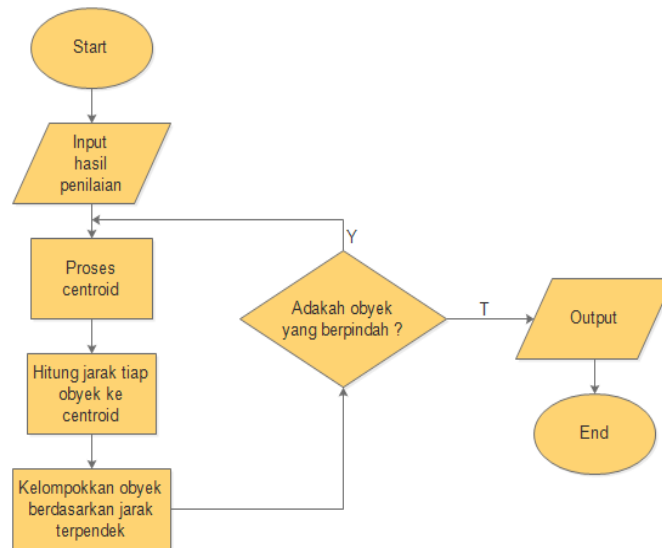 Start
Input
hasil
penilaian
Proses
centroid
Hitung jarak tiap
obyek ke
centroid
Kelompokkan obyek
berdasarkan jarak
terpendek
Y
Adakah obyek
yang berpindah ?
T
Output
End